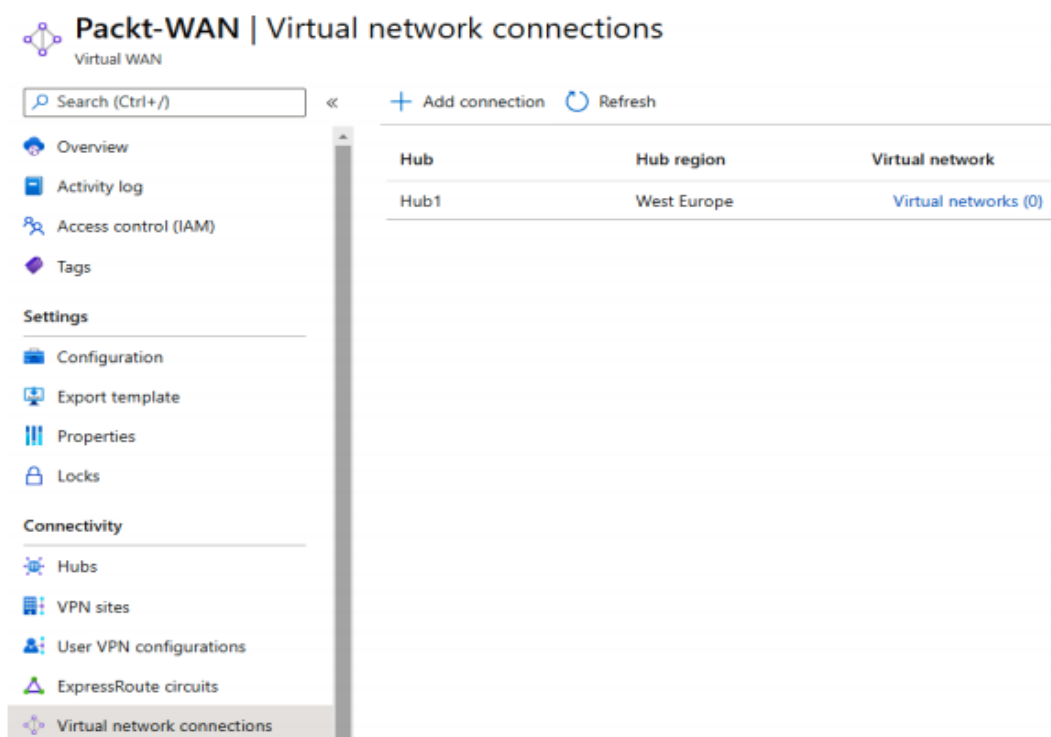 Packt-WAN | Virtual network connections
Virtual WAN
Search (Ctrl+/)
«
Add connection
Refresh
Overview
Activity log
Access control (IAM)
Tags
Settings
Configuration
Export template
Properties
Locks
Connectivity
Hubs
VPN sites
User VPN configurations
ExpressRoute circuits
Virtual network connections
Hub Hub region Virtual network
Hub1 West Europe Virtual networks (0)